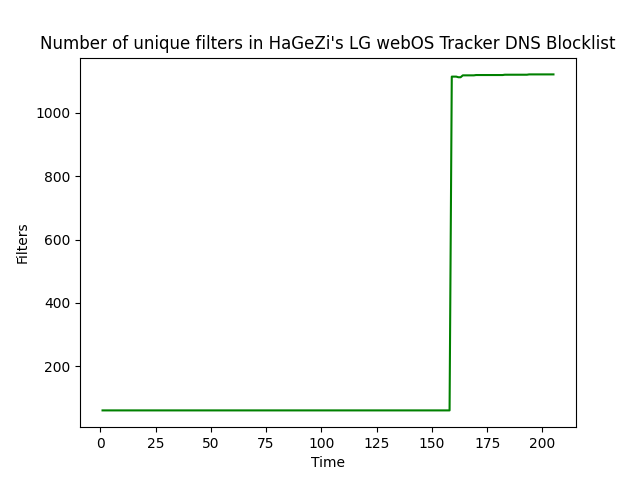 Number of unique filters in HaGeZi's LG webOS Tracker DNS Blocklist
1000
800
600
400
200
Filters
0 25 50 75 100 125 150 175 200
Time